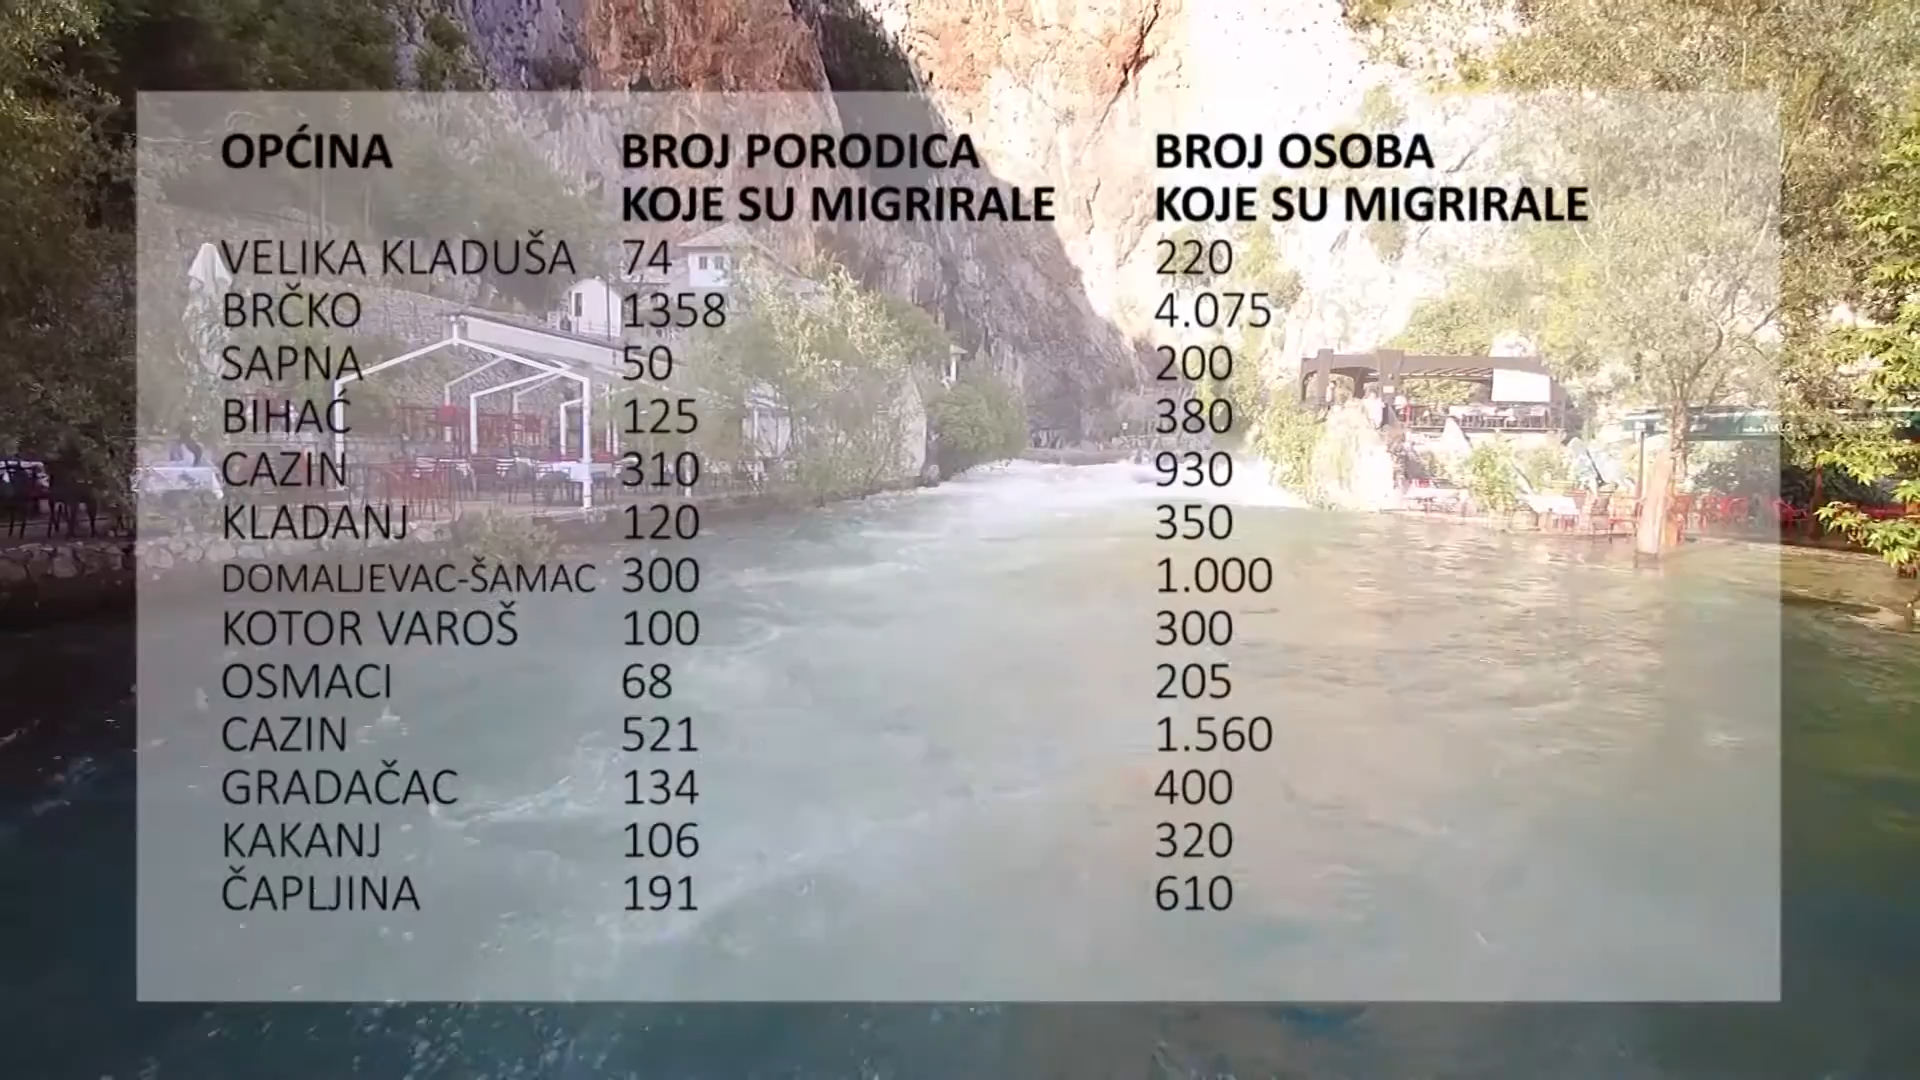 OPĆINA BROJ PORODICA BROJ OSOBA
KOJE SU MIGRIRALE KOJE SU MIGRIRALE
VELIKA KLADUŠA 74 220
BRČKO 1358 4.075
SAPNA 50 200
BIHAĆ 125 380
CAZIN 310 930
KLADANJ 120 350
DOMALJEVAC-ŠAMAC 300 1.000
KOTOR VAROŠ 100 300
OSMACI 68 205
CAZIN 521 1.560
GRADAČAC 134 400
KAKANJ 106 320
ČAPLJINA 191 610